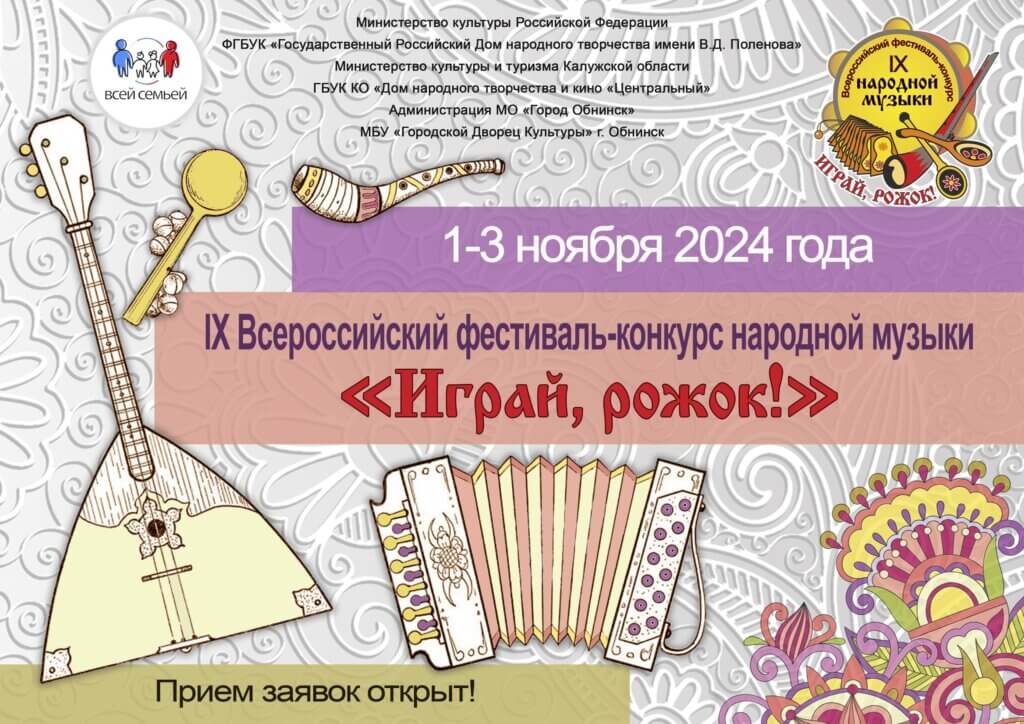 Министерство культуры Российской Федерации
ФГБУК «Государственный Российский Дом народного творчества имени В.Д. Поленова»
Министерство культуры и туризма Калужской области
ГБУК КО «Дом народного творчества и кино «Центральный»
Администрация МО «Город Обнинск»
МБУ «Городской Дворец Культуры» г. Обнинск
ВСЕЙ СЕМЬЕЙ
Всероссийский фестиваль-конкурс
IX
народной
музыки
ИГРАЙ, РОЖОК!
1-3 ноября 2024 года
IX Всероссийский фестиваль-конкурс народной музыки
«Играй, рожок!»
Прием заявок открыт!